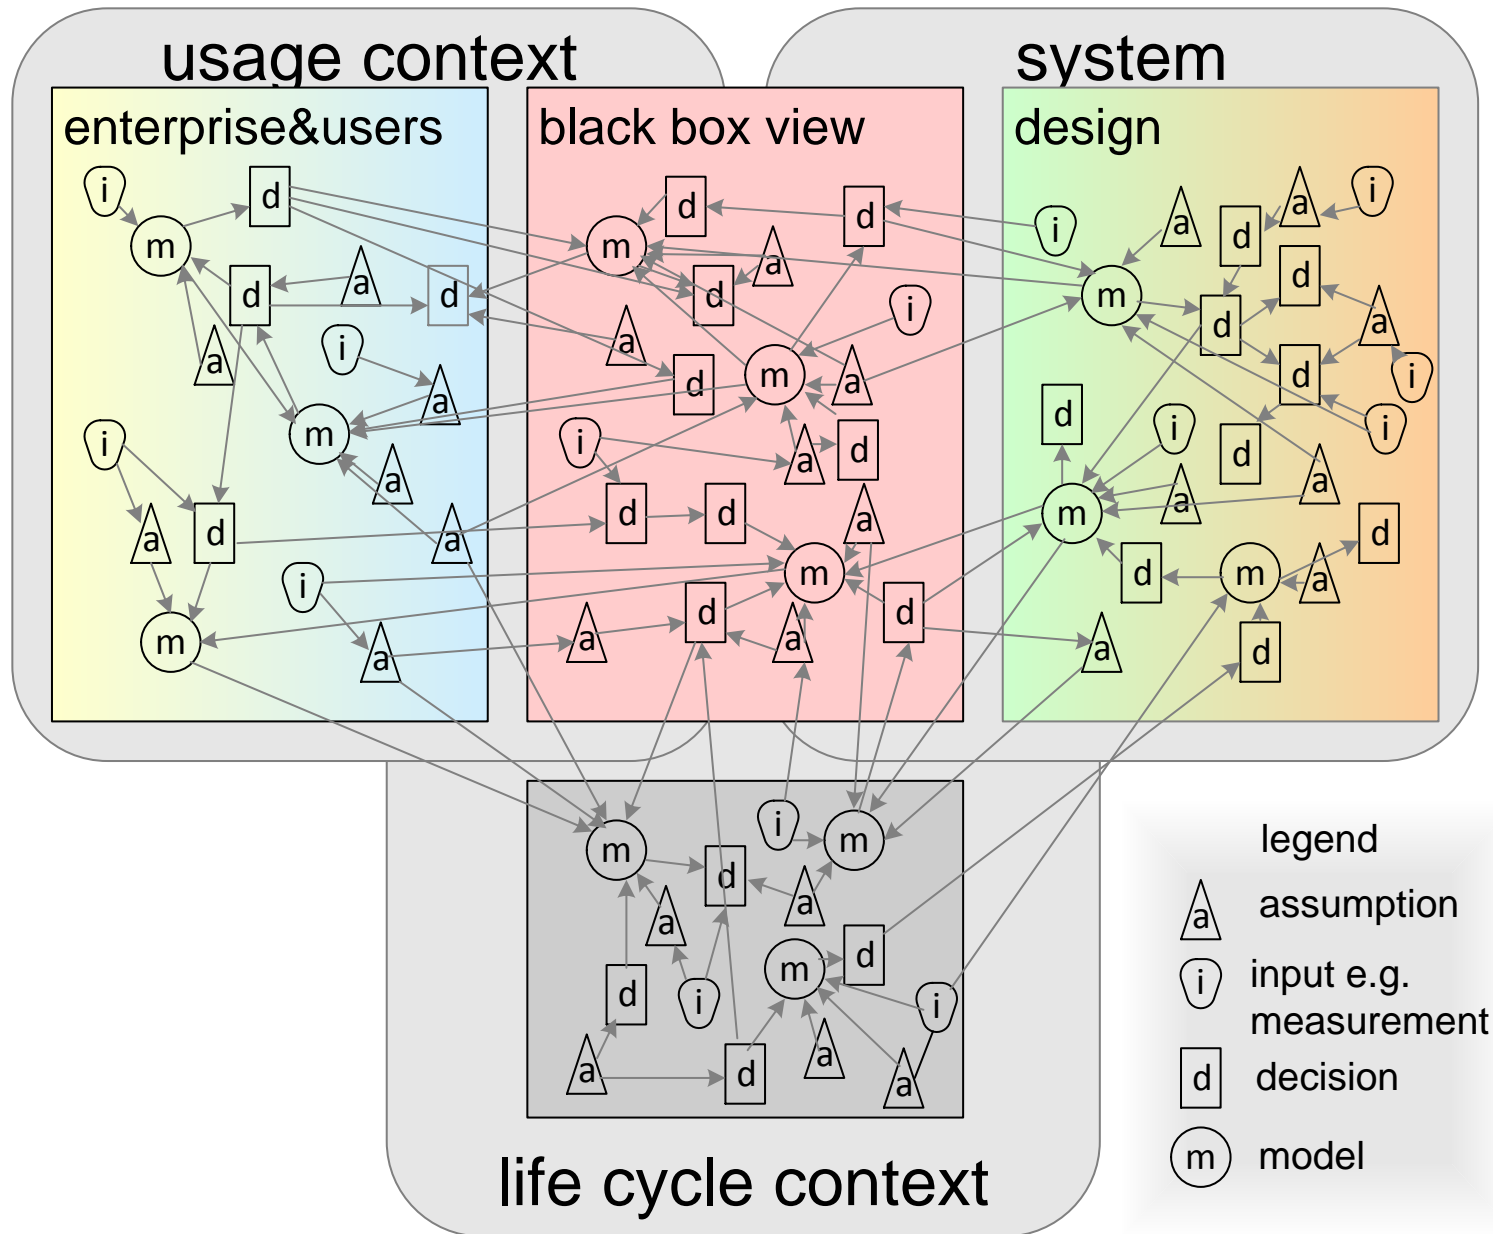 usage context
system
enterprise&users
i
d
m
d
a
d
i
a
a
m
i
a
a
d
a
i
m
a
black box view
d
d
m
a
d
i
a
m
a
d
i
a
d
d
d
a
m
d
d
a
a
design
a
i
a
i
d
d
m
a
d
d
i
d
i
i
d
a
a
m
d
d
m
a
d
a
i
m
m
d
a
a
d
m
d
i
i
a
d
a
a
life cycle context
legend
a assumption
i input e.g.
measurement
d decision
m model